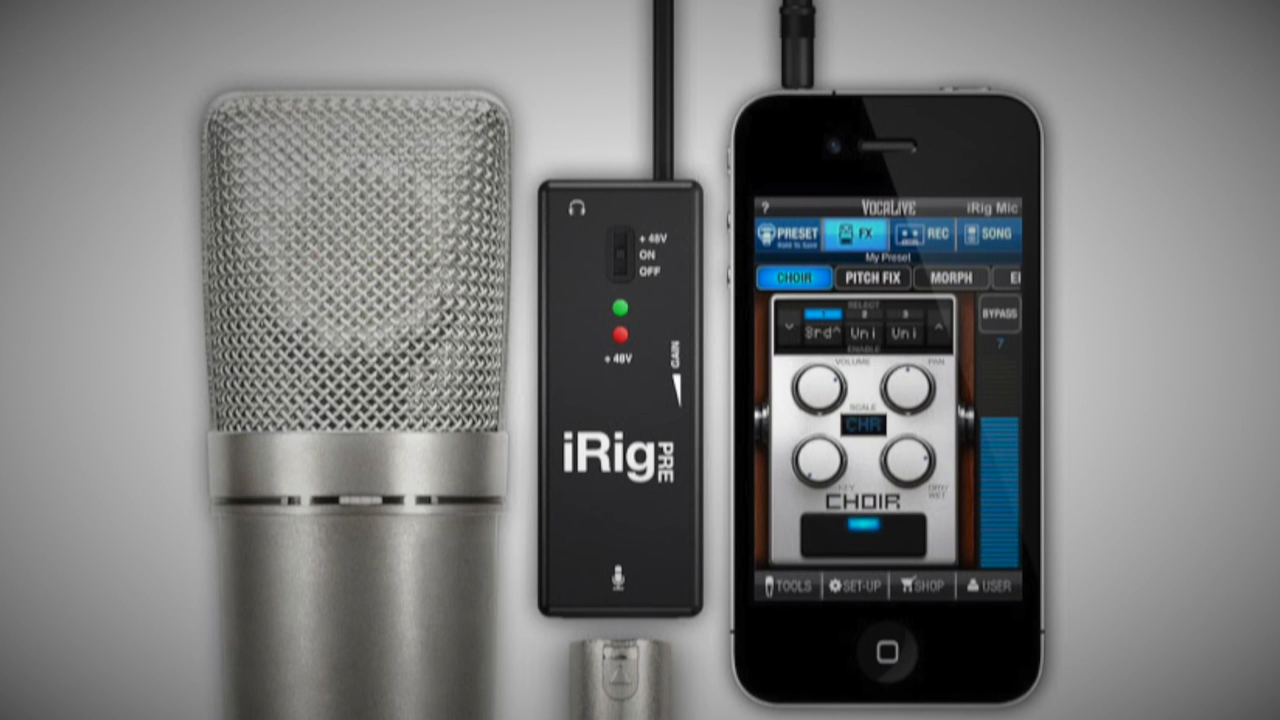 + 48V
ON
OFF
+ 48V
GAIN
iRig PRE
? VOCALIVE iRig Mic
PRESET FX REC SONG
My Preset
CHOIR PITCH FIX MORPH
SELECT
1 2 3
3rd^ Uni Uni
ENABLE
BYPASS
7
VOLUME PAN
SCALE
CHR
KEY DRY/
WET
CHOIR
TOOLS SET-UP SHOP USER